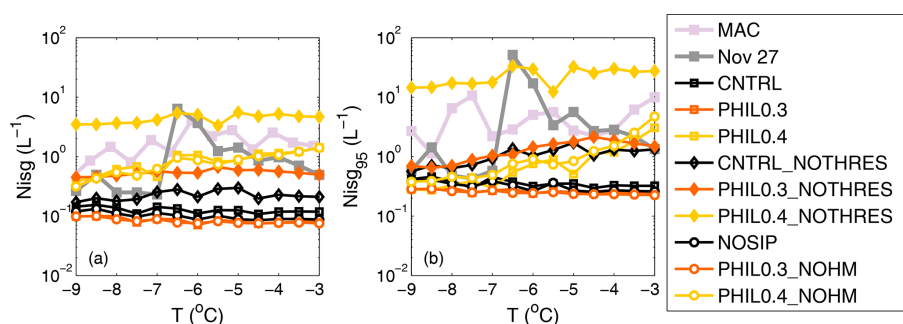 Nisg (L⁻¹)
10²
10¹
10⁰
10⁻¹
10⁻²
(a)
−9 −8 −7 −6 −5 −4 −3
T (°C)
Nisg₉₅ (L⁻¹)
10²
10¹
10⁰
10⁻¹
10⁻²
(b)
−9 −8 −7 −6 −5 −4 −3
T (°C)
MAC
Nov 27
CNTRL
PHIL0.3
PHIL0.4
CNTRL_NOTHRES
PHIL0.3_NOTHRES
PHIL0.4_NOTHRES
NOSIP
PHIL0.3_NOHM
PHIL0.4_NOHM